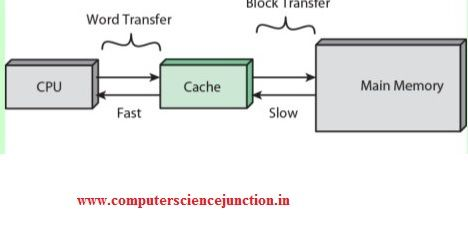 Block Transfer
Word Transfer
CPU
Cache
Main Memory
Fast
Slow
www.computersciencejunction.in